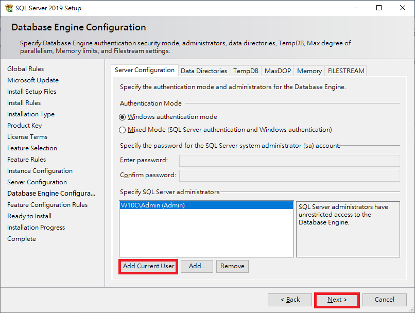 SQL Server 2019 Setup
Database Engine Configuration
Specify Database Engine authentication security mode, administrators, data directories, TempDB, Max degree of
parallelism, Memory limits, and Filestream settings.
Global Rules
Microsoft Update
Install Setup Files
Install Rules
Installation Type
Product Key
License Terms
Feature Selection
Feature Rules
Instance Configuration
Server Configuration
Database Engine Configura...
Feature Configuration Rules
Ready to Install
Installation Progress
Complete
Server Configuration Data Directories TempDB MaxDOP Memory FILESTREAM
Specify the authentication mode and administrators for the Database Engine.
Authentication Mode
Windows authentication mode
Mixed Mode (SQL Server authentication and Windows authentication)
Specify the password for the SQL Server system administrator (sa) account.
Enter password:
Confirm password:
Specify SQL Server administrators
W10C\Admin (Admin)
SQL Server administrators have
unrestricted access to the
Database Engine.
Add Current User Add... Remove
< Back Next > Cancel